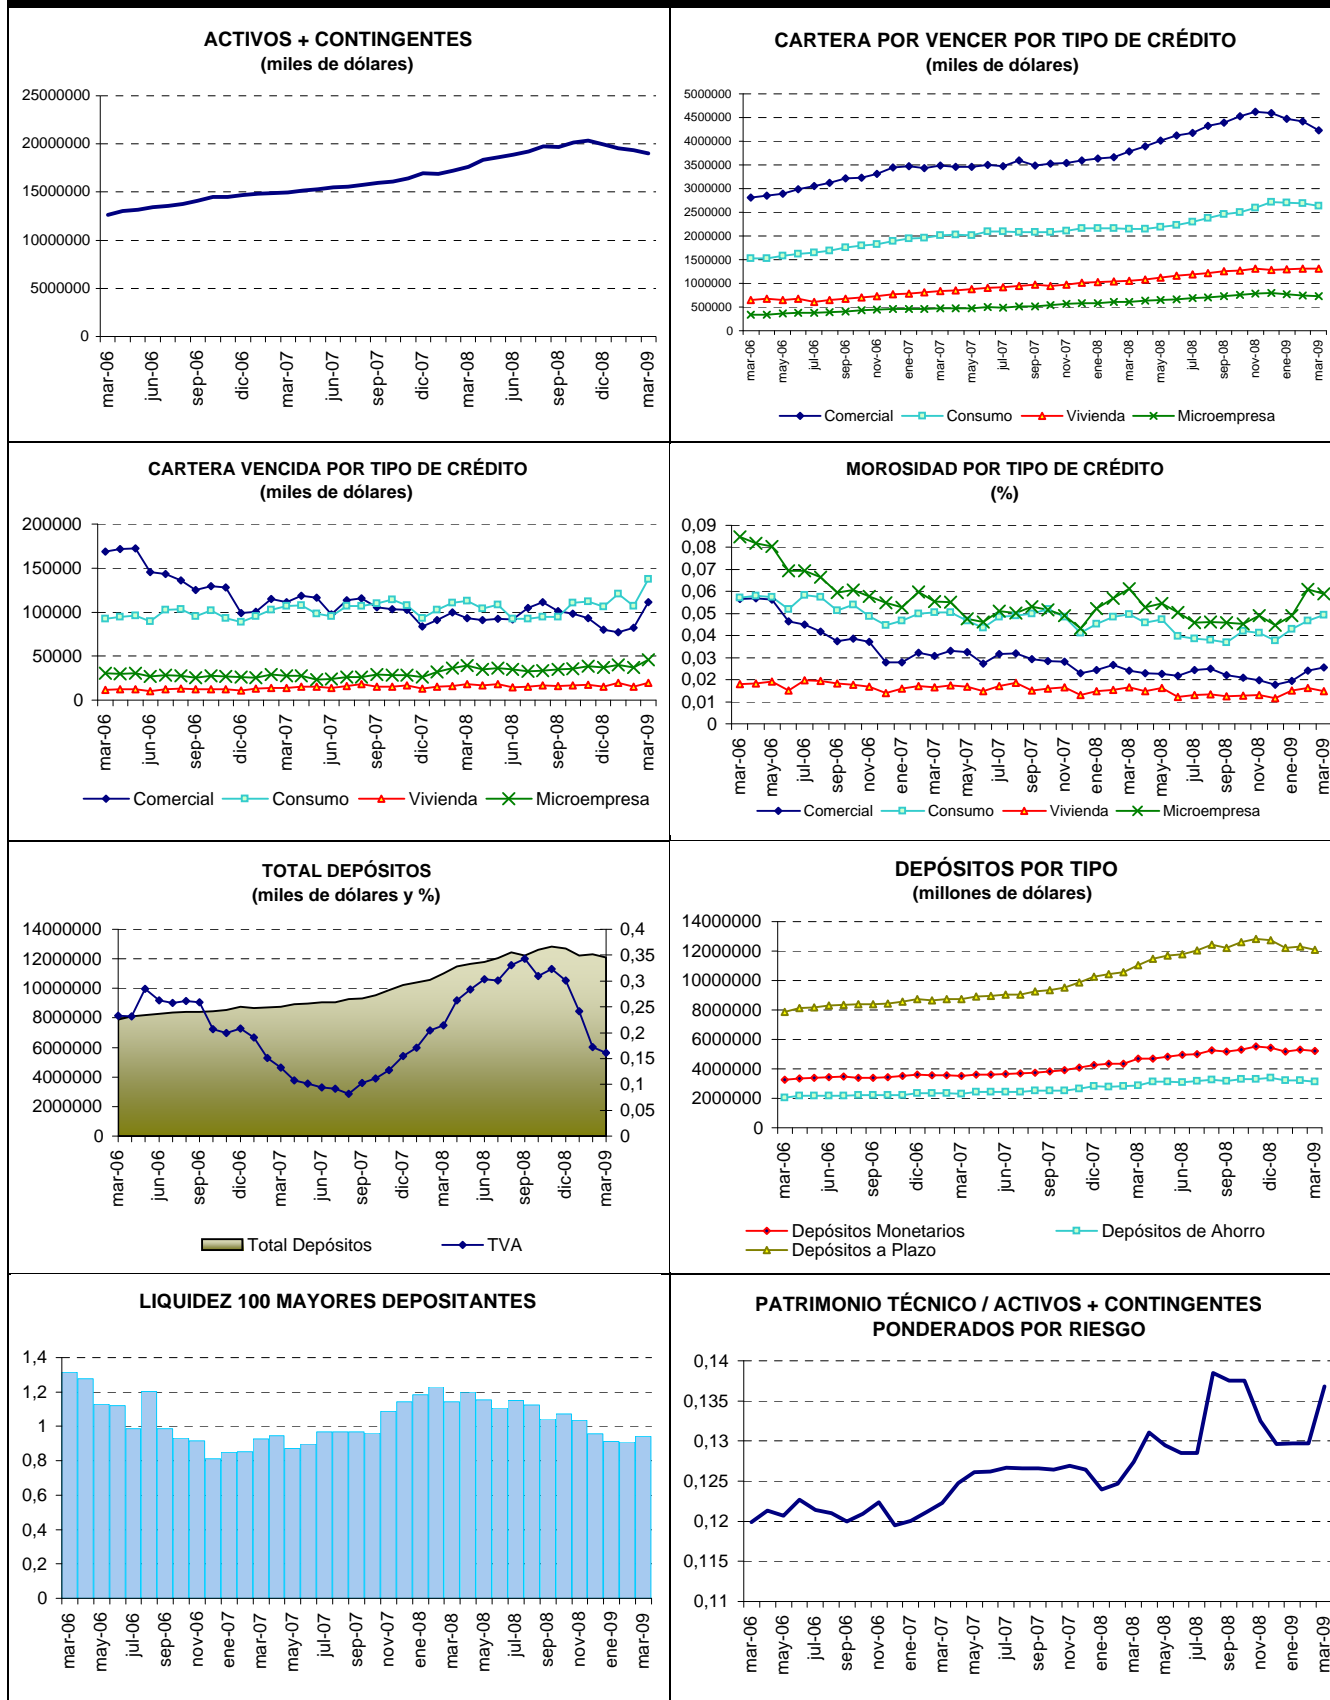 ACTIVOS + CONTINGENTES
(miles de dólares)
25000000
20000000
15000000
10000000
5000000
0
mar-06 jun-06 sep-06 dic-06 mar-07 jun-07 sep-07 dic-07 mar-08 jun-08 sep-08 dic-08 mar-09
CARTERA POR VENCER POR TIPO DE CRÉDITO
(miles de dólares)
5000000
4500000
4000000
3500000
3000000
2500000
2000000
1500000
1000000
500000
0
mar-06 may-06 jul-06 sep-06 nov-06 ene-07 mar-07 may-07 jul-07 sep-07 nov-07 ene-08 mar-08 may-08 jul-08 sep-08 nov-08 ene-09 mar-09
Comercial Consumo Vivienda Microempresa
CARTERA VENCIDA POR TIPO DE CRÉDITO
(miles de dólares)
200000
150000
100000
50000
0
mar-06 jun-06 sep-06 dic-06 mar-07 jun-07 sep-07 dic-07 mar-08 jun-08 sep-08 dic-08 mar-09
Comercial Consumo Vivienda Microempresa
MOROSIDAD POR TIPO DE CRÉDITO
(%)
0,09
0,08
0,07
0,06
0,05
0,04
0,03
0,02
0,01
0
mar-06 may-06 jul-06 sep-06 nov-06 ene-07 mar-07 may-07 jul-07 sep-07 nov-07 ene-08 mar-08 may-08 jul-08 sep-08 nov-08 ene-09 mar-09
Comercial Consumo Vivienda Microempresa
TOTAL DEPÓSITOS
(miles de dólares y %)
14000000 0,4
12000000 0,35
10000000 0,3
8000000 0,25
6000000 0,2
4000000 0,15
2000000 0,1
0 0,05
0
mar-06 jun-06 sep-06 dic-06 mar-07 jun-07 sep-07 dic-07 mar-08 jun-08 sep-08 dic-08 mar-09
Total Depósitos TVA
DEPÓSITOS POR TIPO
(millones de dólares)
14000000
12000000
10000000
8000000
6000000
4000000
2000000
0
mar-06 jun-06 sep-06 dic-06 mar-07 jun-07 sep-07 dic-07 mar-08 jun-08 sep-08 dic-08 mar-09
Depósitos Monetarios Depósitos de Ahorro
Depósitos a Plazo
LIQUIDEZ 100 MAYORES DEPOSITANTES
1,4
1,2
1
0,8
0,6
0,4
0,2
0
mar-06 may-06 jul-06 sep-06 nov-06 ene-07 mar-07 may-07 jul-07 sep-07 nov-07 ene-08 mar-08 may-08 jul-08 sep-08 nov-08 ene-09 mar-09
PATRIMONIO TÉCNICO / ACTIVOS + CONTINGENTES
PONDERADOS POR RIESGO
0,14
0,135
0,13
0,125
0,12
0,115
0,11
mar-06 may-06 jul-06 sep-06 nov-06 ene-07 mar-07 may-07 jul-07 sep-07 nov-07 ene-08 mar-08 may-08 jul-08 sep-08 nov-08 ene-09 mar-09